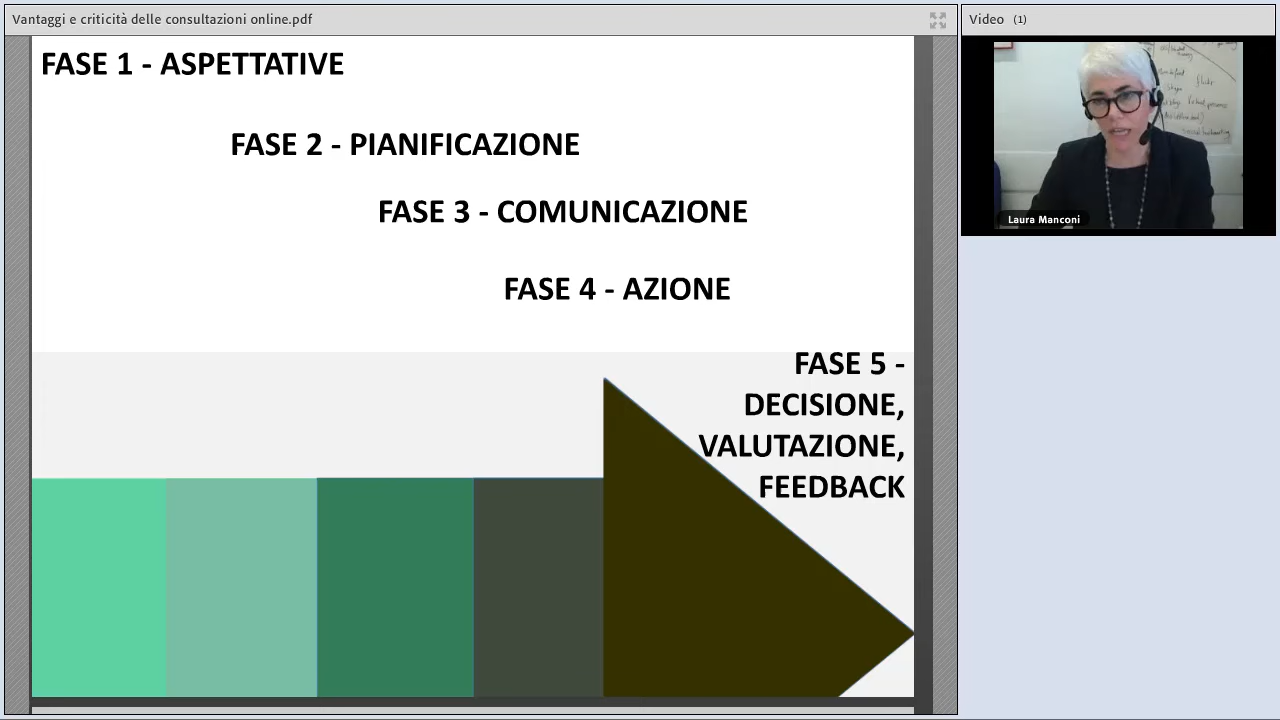 Vantaggi e criticità delle consultazioni online.pdf
Video (1)
FASE 1 - ASPETTATIVE
FASE 2 - PIANIFICAZIONE
FASE 3 - COMUNICAZIONE
FASE 4 - AZIONE
FASE 5 -
DECISIONE,
VALUTAZIONE,
FEEDBACK
flickr
Laura Manconi